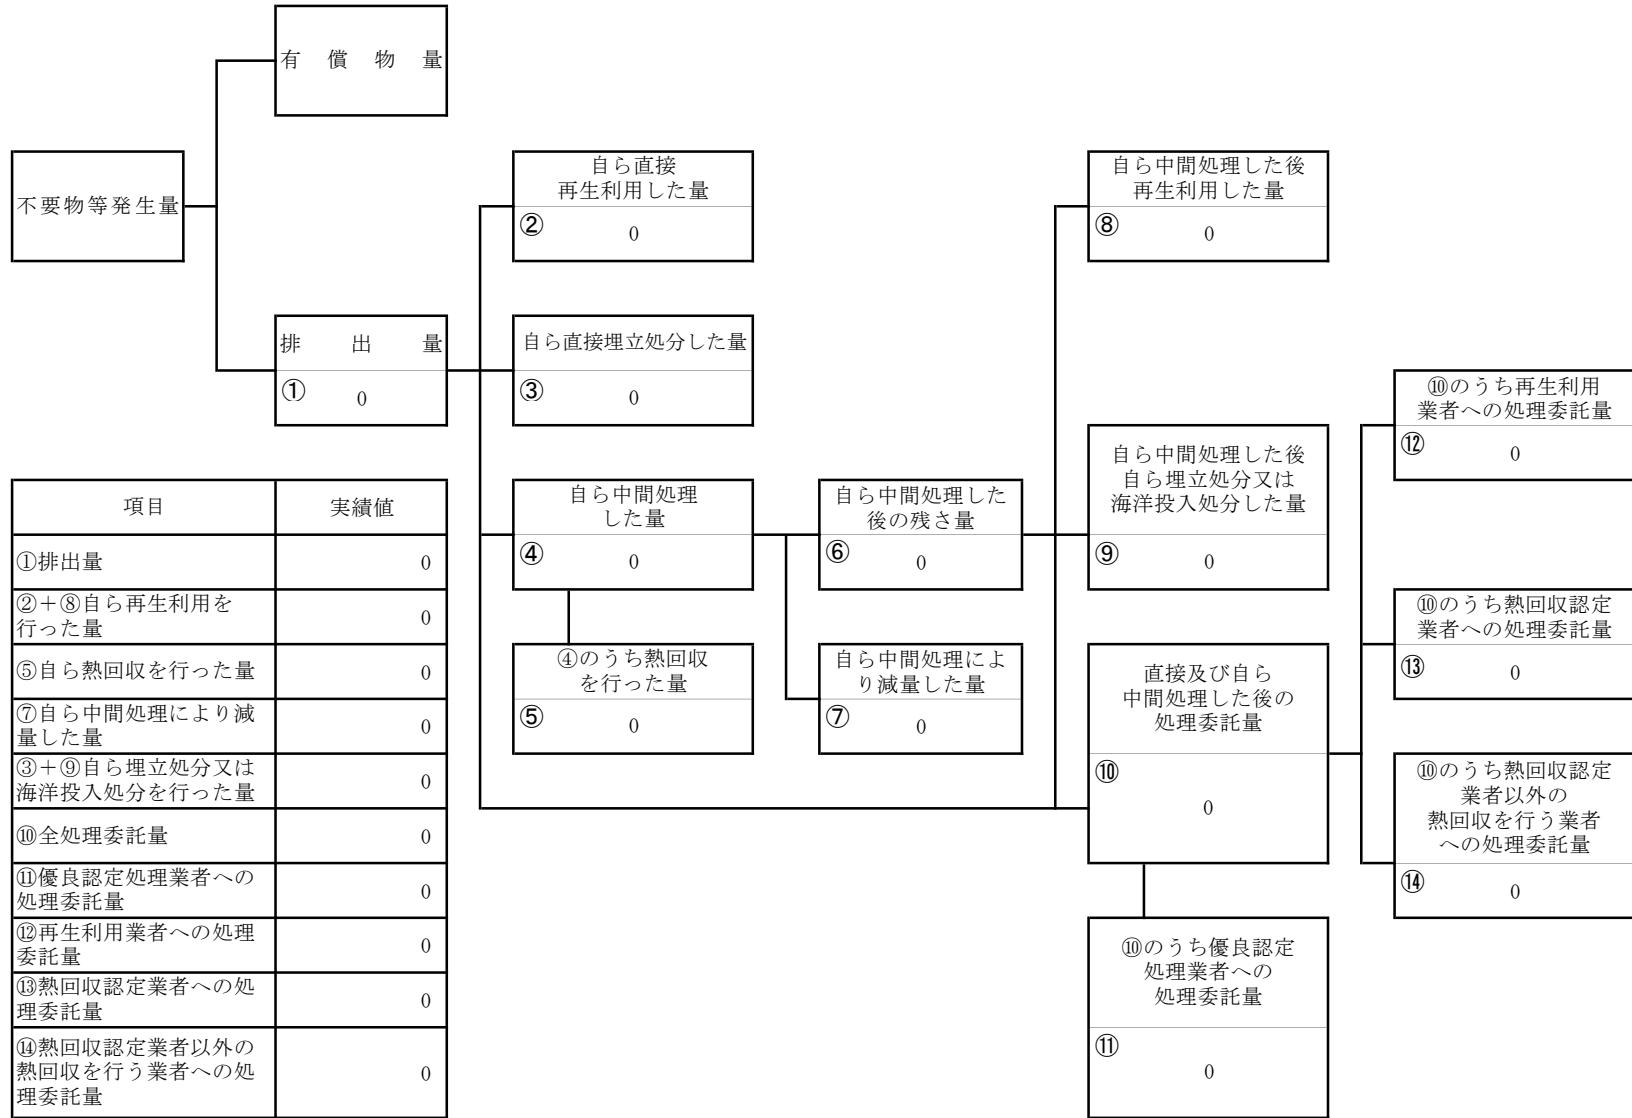 有償物量
不要物等発生量
自ら直接
再生利用した量
② 0
自ら中間処理した後
再生利用した量
⑧ 0
排出量
① 0
自ら直接埋立処分した量
③ 0
⑩のうち再生利用
業者への処理委託量
⑫ 0
自ら中間処理
した量
④ 0
自ら中間処理した
後の残さ量
⑥ 0
自ら中間処理した後
自ら埋立処分又は
海洋投入処分した量
⑨ 0
⑩のうち熱回収認定
業者への処理委託量
⑬ 0
④のうち熱回収
を行った量
⑤ 0
自ら中間処理によ
り減量した量
⑦ 0
直接及び自ら
中間処理した後の
処理委託量
⑩
0
⑩のうち熱回収認定
業者以外の
熱回収を行う業者
への処理委託量
⑭ 0
⑩のうち優良認定
処理業者への
処理委託量
⑪
0
項目 実績値
①排出量 0
②＋⑧自ら再生利用を
行った量 0
⑤自ら熱回収を行った量 0
⑦自ら中間処理により減
量した量 0
③＋⑨自ら埋立処分又は
海洋投入処分を行った量 0
⑩全処理委託量 0
⑪優良認定処理業者への
処理委託量 0
⑫再生利用業者への処理
委託量 0
⑬熱回収認定業者への処
理委託量 0
⑭熱回収認定業者以外の
熱回収を行う業者への処 0
理委託量